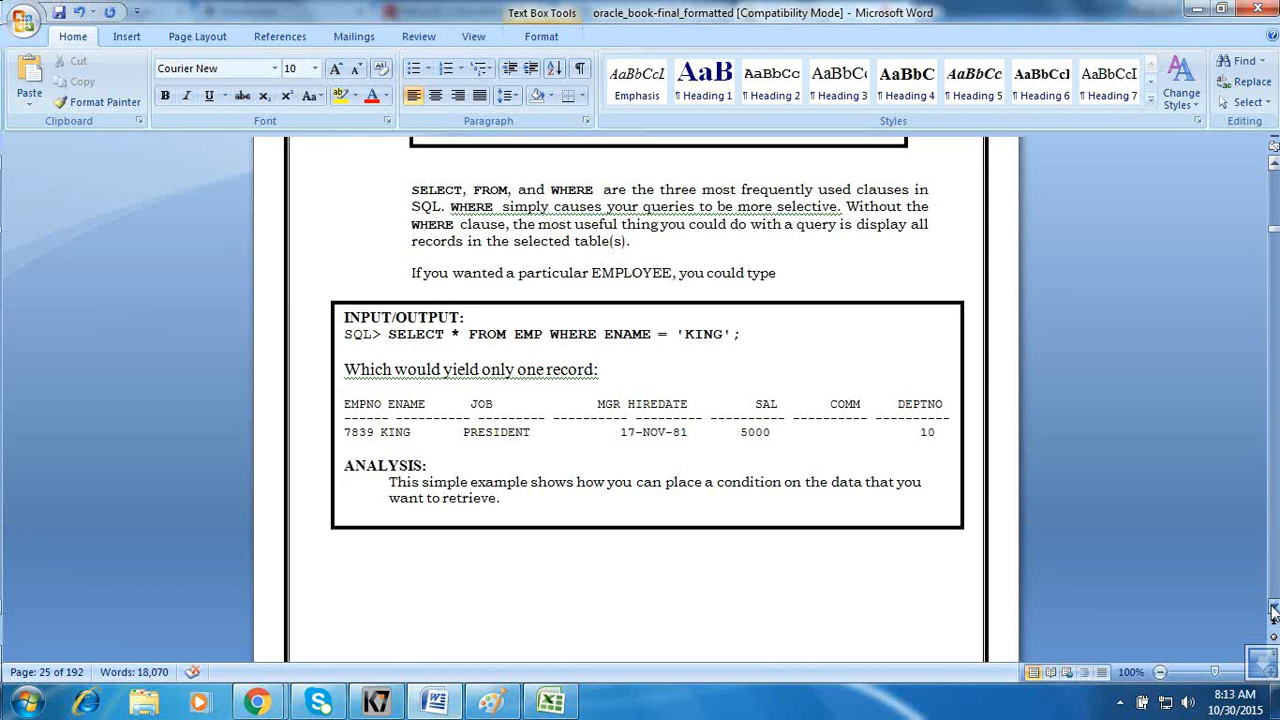 Text Box Tools
oracle_book-final_formatted [Compatibility Mode] - Microsoft Word
Home
Insert
Page Layout
References
Mailings
Review
View
Format
Paste
Cut
Copy
Format Painter
Clipboard
Courier New
10
Font
Paragraph
AaBbCcI AaB AaBbCc AaBbCc AaBbC AaBbCc AaBbCc AaBbCcI
Emphasis
¶ Heading 1
¶ Heading 2
¶ Heading 3
¶ Heading 4
¶ Heading 5
¶ Heading 6
¶ Heading 7
Change
Styles
Styles
Find
Replace
Select
Editing
SELECT, FROM, and WHERE are the three most frequently used clauses in
SQL. WHERE simply causes your queries to be more selective. Without the
WHERE clause, the most useful thing you could do with a query is display all
records in the selected table(s).
If you wanted a particular EMPLOYEE, you could type
INPUT/OUTPUT:
SQL> SELECT * FROM EMP WHERE ENAME = 'KING';
Which would yield only one record:
EMPNO ENAME JOB MGR HIREDATE SAL COMM DEPTNO
----- ---------- --------- ---------- --------- ---------- ---------- ----------
7839 KING PRESIDENT 17-NOV-81 5000 10
ANALYSIS:
This simple example shows how you can place a condition on the data that you
want to retrieve.
Page: 25 of 192
Words: 18,070
100%
8:13 AM
10/30/2015